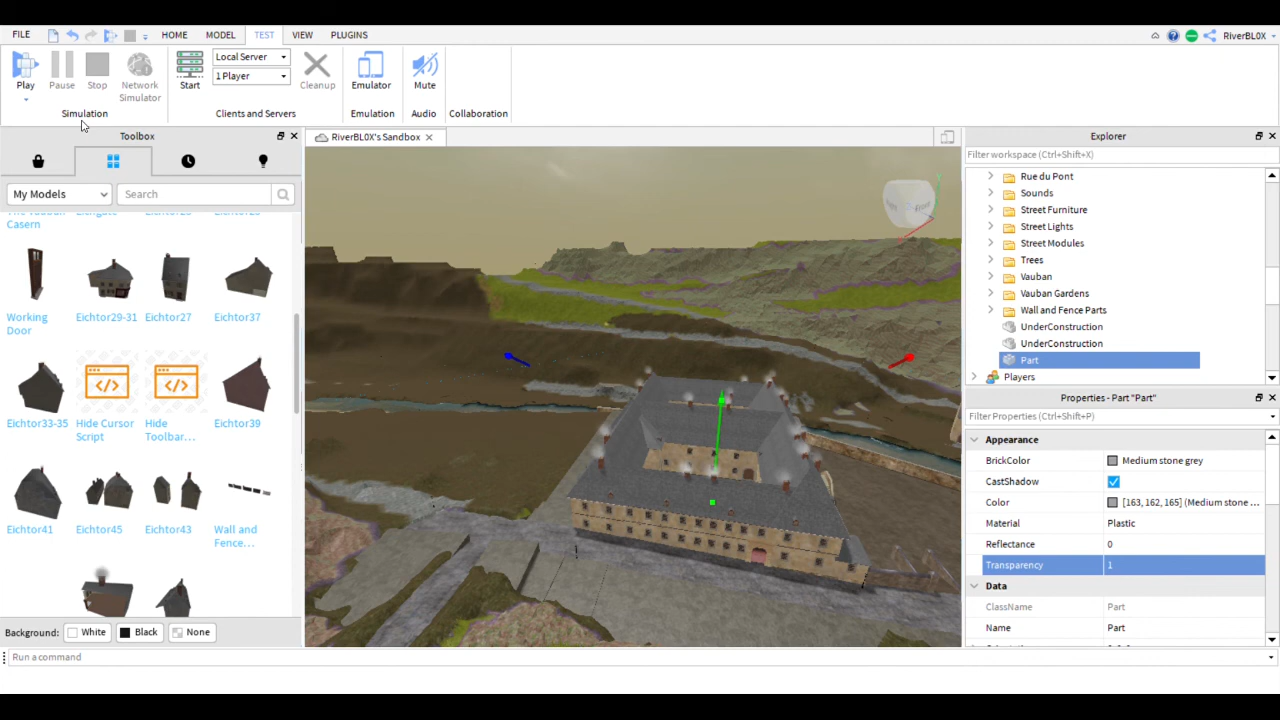 FILE HOME MODEL TEST VIEW PLUGINS RiverBL0X
Play Pause Stop Network Simulator
Simulation
Start Local Server
1 Player
Cleanup
Clients and Servers
Emulator
Emulation
Mute
Audio
Collaboration
Toolbox
My Models Search
Casern
Working Door
Eichtor29-31
Eichtor27
Eichtor37
Eichtor33-35
Hide Cursor Script
Hide Toolbar...
Eichtor39
Eichtor41
Eichtor45
Eichtor43
Wall and Fence...
Background: White Black None
RiverBL0X's Sandbox
Explorer
Filter workspace (Ctrl+Shift+X)
Rue du Pont
Sounds
Street Furniture
Street Lights
Street Modules
Trees
Vauban
Vauban Gardens
Wall and Fence Parts
UnderConstruction
UnderConstruction
Part
Players
Properties - Part "Part"
Filter Properties (Ctrl+Shift+P)
Appearance
BrickColor Medium stone grey
CastShadow
Color [163, 162, 165] (Medium stone ...
Material Plastic
Reflectance 0
Transparency 1
Data
ClassName Part
Name Part
Run a command